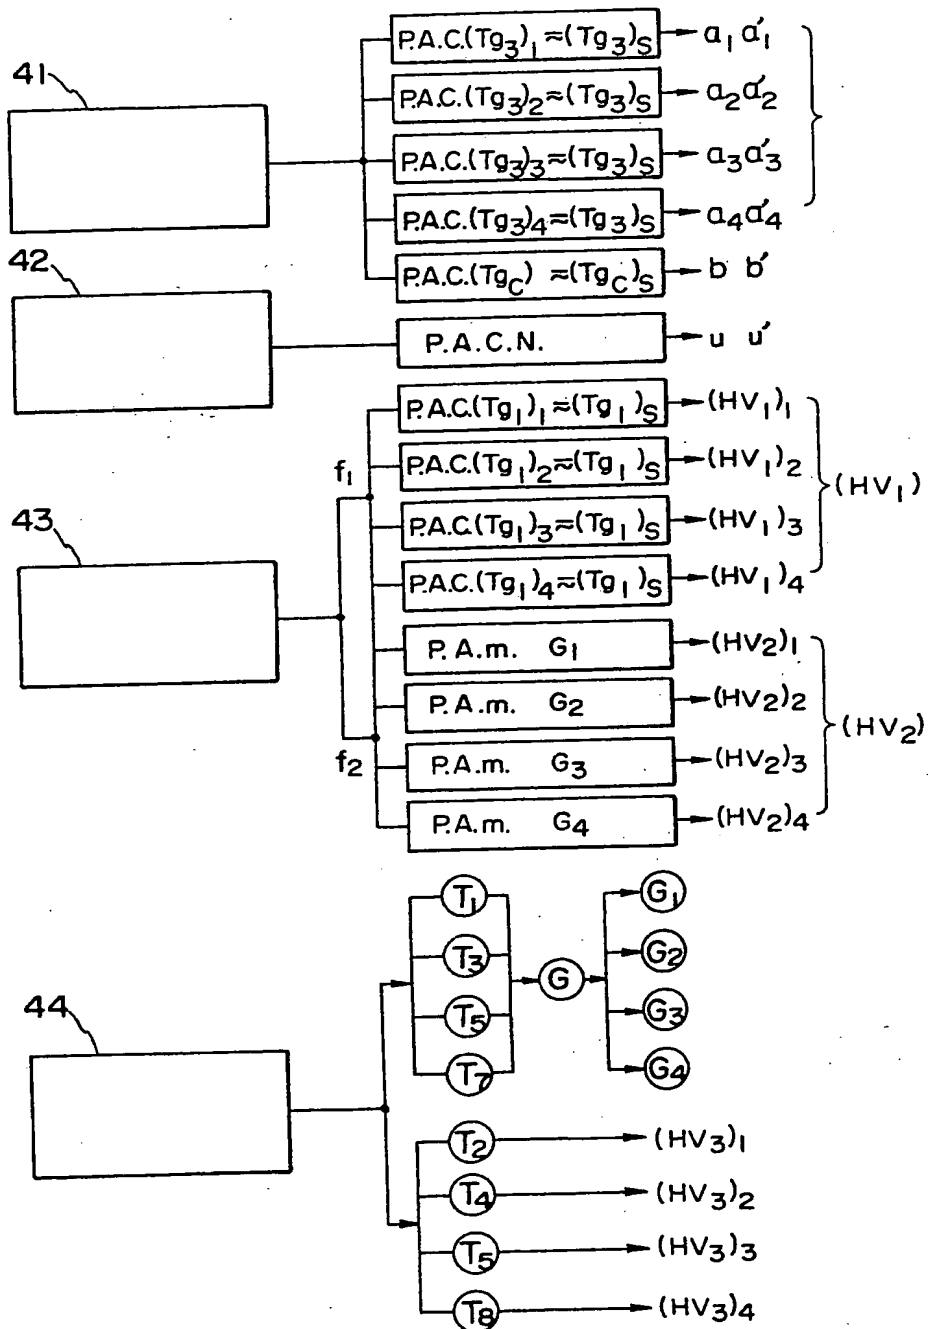 P.A.C.(Tg₃)₁≈(Tg₃)S a₁ a′₁
41
P.A.C.(Tg₃)₂≈(Tg₃)S a₂a′₂
P.A.C.(Tg₃)₃≈(Tg₃)S a₃a′₃
P.A.C.(Tg₃)₄≈(Tg₃)S a₄a′₄
42
P.A.C.(TgC) ≈(TgC)S b b′
P.A.C.N. u u′
P.A.C.(Tg₁)₁≈(Tg₁)S (HV₁)₁
f₁
P.A.C.(Tg₁)₂≈(Tg₁)S (HV₁)₂
(HV₁)
43
P.A.C.(Tg₁)₃≈(Tg₁)S (HV₁)₃
P.A.C.(Tg₁)₄≈(Tg₁)S (HV₁)₄
P.A.m. G₁ (HV₂)₁
P.A.m. G₂ (HV₂)₂
(HV₂)
f₂
P.A.m. G₃ (HV₂)₃
P.A.m. G₄ (HV₂)₄
T₁ G₁
T₃ G G₂
44
T₅ G₃
T₇ G₄
T₂ (HV₃)₁
T₄ (HV₃)₂
T₅ (HV₃)₃
T₈ (HV₃)₄